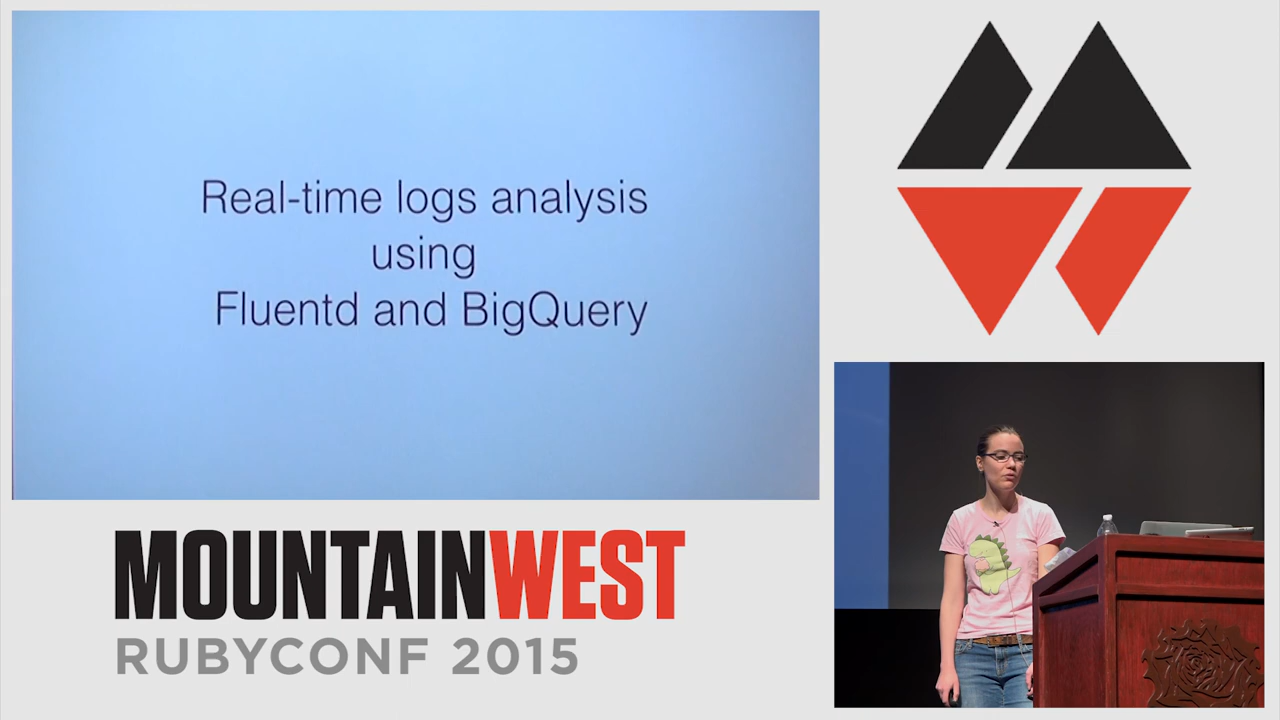 Real-time logs analysis
using
Fluentd and BigQuery
MOUNTAINWEST
RUBYCONF 2015